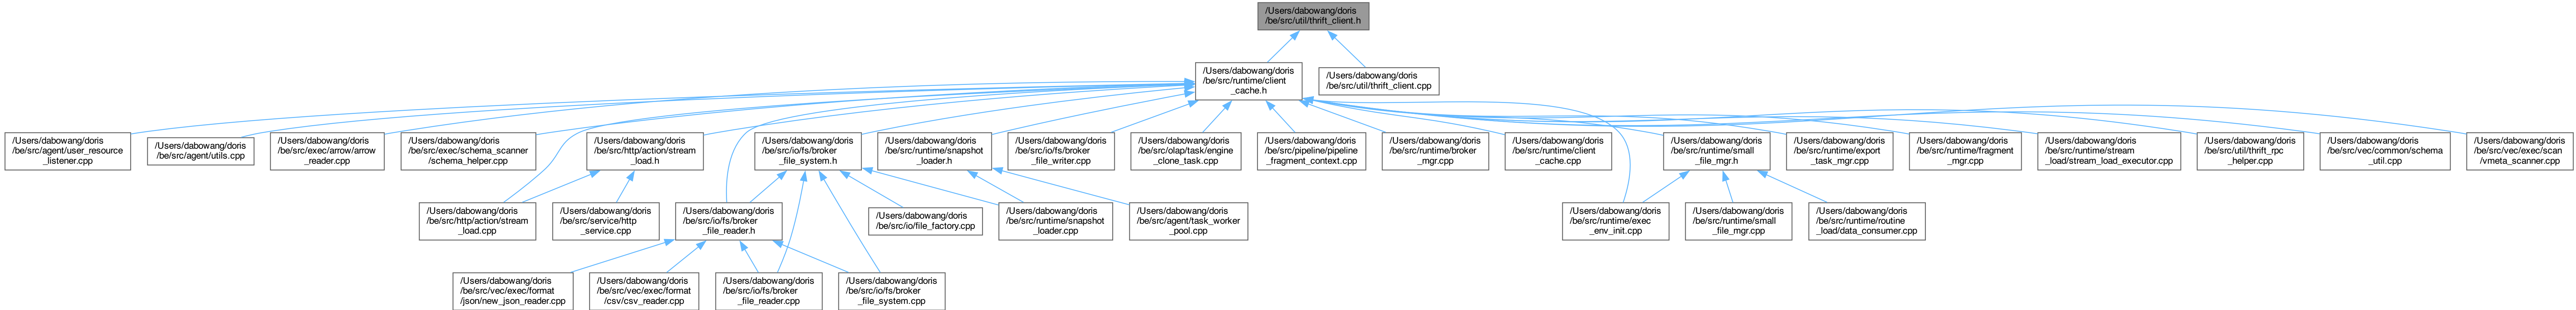 /Users/dabowang/doris
/be/src/util/thrift_client.h
/Users/dabowang/doris
/be/src/runtime/client
_cache.h
/Users/dabowang/doris
/be/src/util/thrift_client.cpp
/Users/dabowang/doris
/be/src/agent/user_resource
_listener.cpp
/Users/dabowang/doris
/be/src/agent/utils.cpp
/Users/dabowang/doris
/be/src/exec/arrow/arrow
_reader.cpp
/Users/dabowang/doris
/be/src/exec/schema_scanner
/schema_helper.cpp
/Users/dabowang/doris
/be/src/http/action/stream
_load.h
/Users/dabowang/doris
/be/src/io/fs/broker
_file_system.h
/Users/dabowang/doris
/be/src/runtime/snapshot
_loader.h
/Users/dabowang/doris
/be/src/io/fs/broker
_file_writer.cpp
/Users/dabowang/doris
/be/src/olap/task/engine
_clone_task.cpp
/Users/dabowang/doris
/be/src/pipeline/pipeline
_fragment_context.cpp
/Users/dabowang/doris
/be/src/runtime/broker
_mgr.cpp
/Users/dabowang/doris
/be/src/runtime/client
_cache.cpp
/Users/dabowang/doris
/be/src/runtime/small
_file_mgr.h
/Users/dabowang/doris
/be/src/runtime/export
_task_mgr.cpp
/Users/dabowang/doris
/be/src/runtime/fragment
_mgr.cpp
/Users/dabowang/doris
/be/src/runtime/stream
_load/stream_load_executor.cpp
/Users/dabowang/doris
/be/src/util/thrift_rpc
_helper.cpp
/Users/dabowang/doris
/be/src/vec/common/schema
_util.cpp
/Users/dabowang/doris
/be/src/vec/exec/scan
/vmeta_scanner.cpp
/Users/dabowang/doris
/be/src/http/action/stream
_load.cpp
/Users/dabowang/doris
/be/src/service/http
_service.cpp
/Users/dabowang/doris
/be/src/io/fs/broker
_file_reader.h
/Users/dabowang/doris
/be/src/io/file_factory.cpp
/Users/dabowang/doris
/be/src/runtime/snapshot
_loader.cpp
/Users/dabowang/doris
/be/src/agent/task_worker
_pool.cpp
/Users/dabowang/doris
/be/src/runtime/exec
_env_init.cpp
/Users/dabowang/doris
/be/src/runtime/small
_file_mgr.cpp
/Users/dabowang/doris
/be/src/runtime/routine
_load/data_consumer.cpp
/Users/dabowang/doris
/be/src/vec/exec/format
/json/new_json_reader.cpp
/Users/dabowang/doris
/be/src/vec/exec/format
/csv/csv_reader.cpp
/Users/dabowang/doris
/be/src/io/fs/broker
_file_reader.cpp
/Users/dabowang/doris
/be/src/io/fs/broker
_file_system.cpp